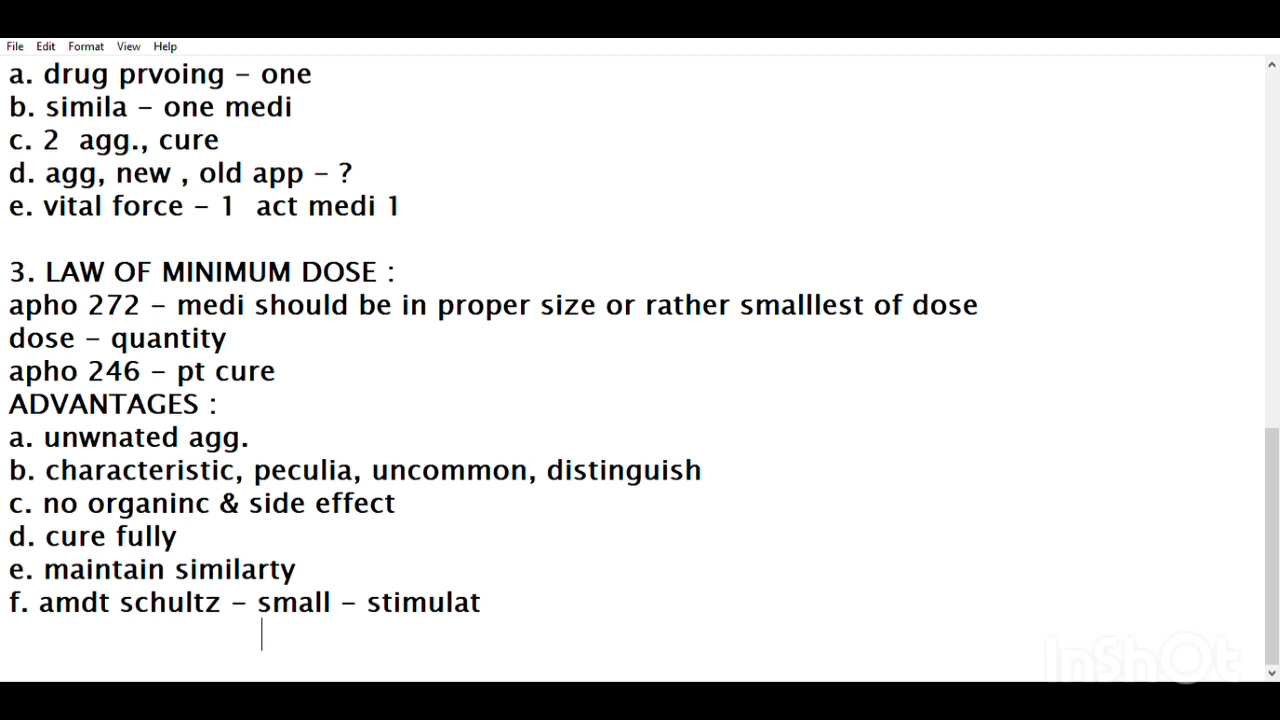 File Edit Format View Help
a. drug prvoing - one
b. simila - one medi
c. 2  agg., cure
d. agg, new , old app - ?
e. vital force - 1  act medi 1
3. LAW OF MINIMUM DOSE :
apho 272 - medi should be in proper size or rather smalllest of dose
dose - quantity
apho 246 - pt cure
ADVANTAGES :
a. unwnated agg.
b. characteristic, peculia, uncommon, distinguish
c. no organinc & side effect
d. cure fully
e. maintain similarty
f. amdt schultz - small - stimulat
InShOt